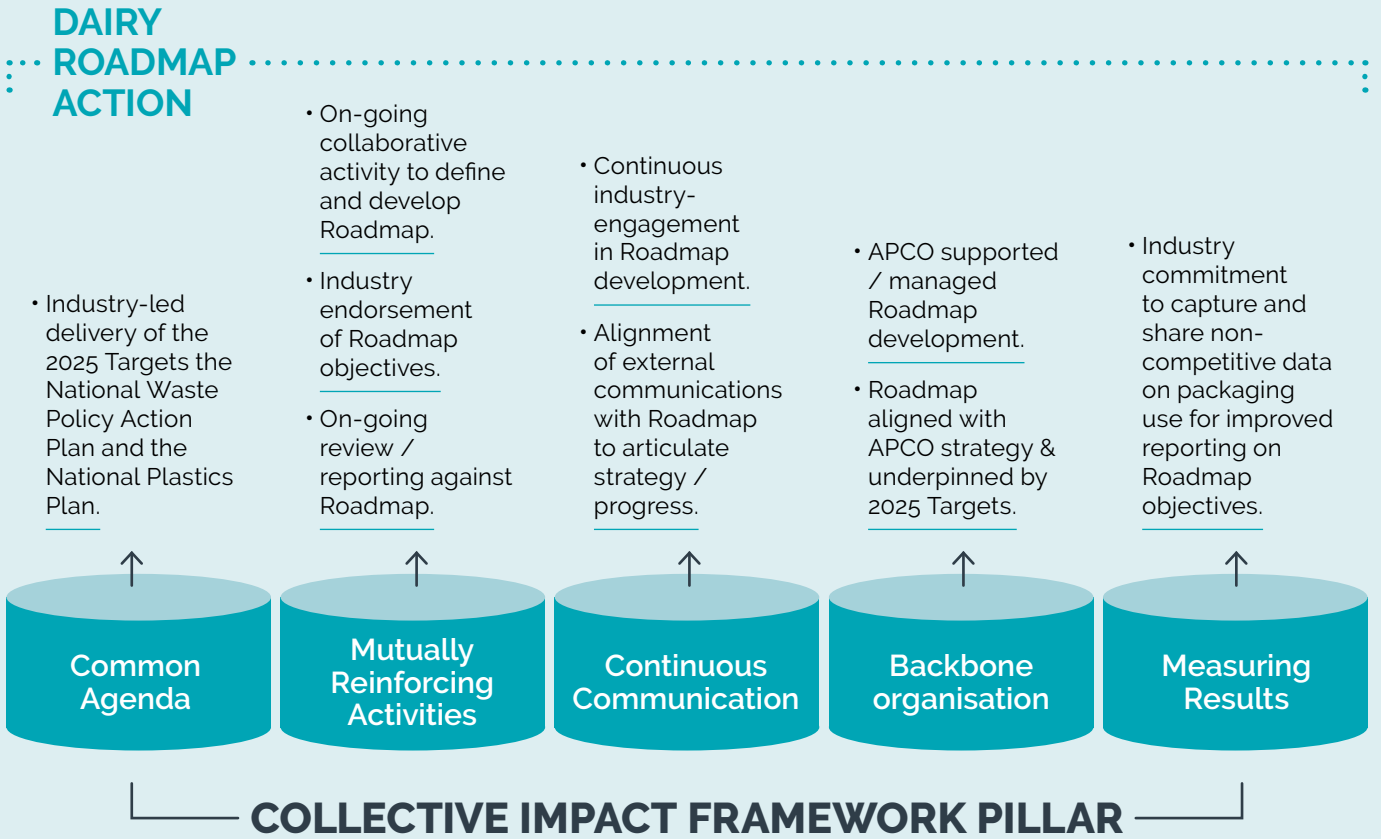 DAIRY
ROADMAP
ACTION
• Industry-led
delivery of the
2025 Targets the
National Waste
Policy Action
Plan and the
National Plastics
Plan.
• On-going
collaborative
activity to define
and develop
Roadmap.
• Industry
endorsement
of Roadmap
objectives.
• On-going
review /
reporting against
Roadmap.
• Continuous
industry-
engagement
in Roadmap
development.
• Alignment
of external
communications
with Roadmap
to articulate
strategy /
progress.
• APCO supported
/ managed
Roadmap
development.
• Roadmap
aligned with
APCO strategy &
underpinned by
2025 Targets.
• Industry
commitment
to capture and
share non-
competitive data
on packaging
use for improved
reporting on
Roadmap
objectives.
Common
Agenda
Mutually
Reinforcing
Activities
Continuous
Communication
Backbone
organisation
Measuring
Results
COLLECTIVE IMPACT FRAMEWORK PILLAR